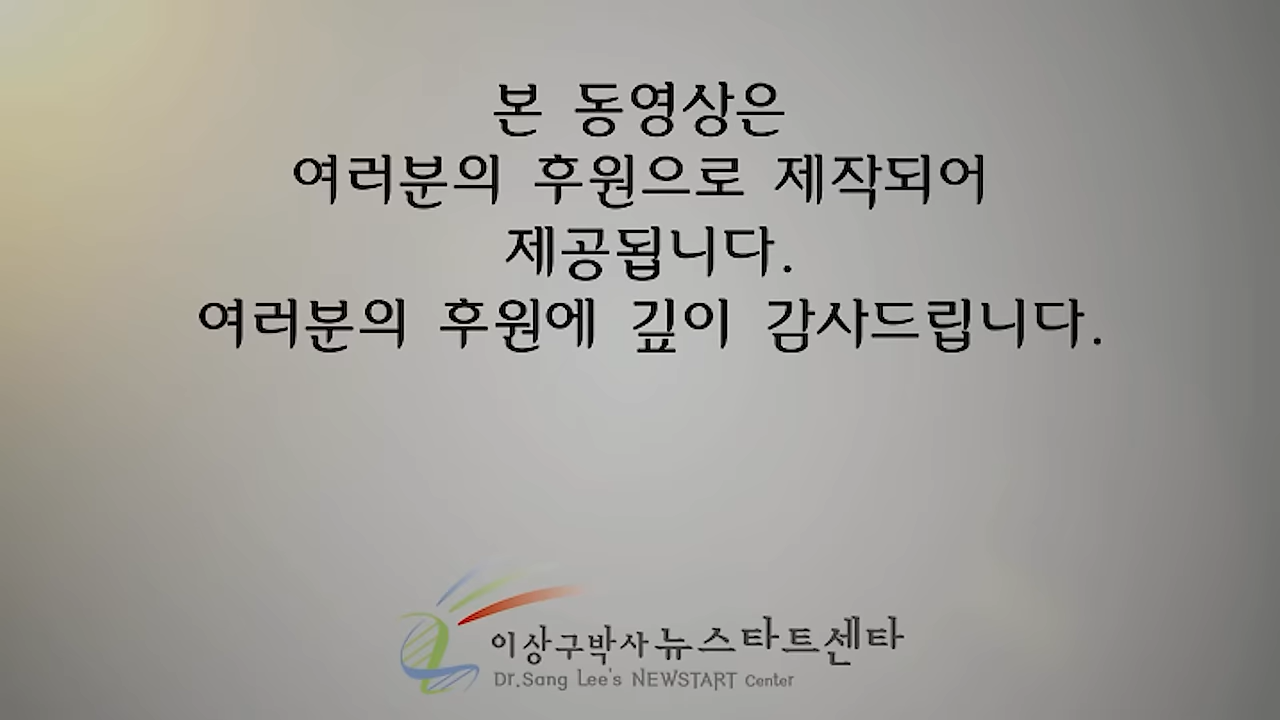 본 동영상은
여러분의 후원으로 제작되어
제공됩니다.
여러분의 후원에 깊이 감사드립니다.
이상구박사 뉴스타트센타
Dr.Sang Lee's NEWSTART Center